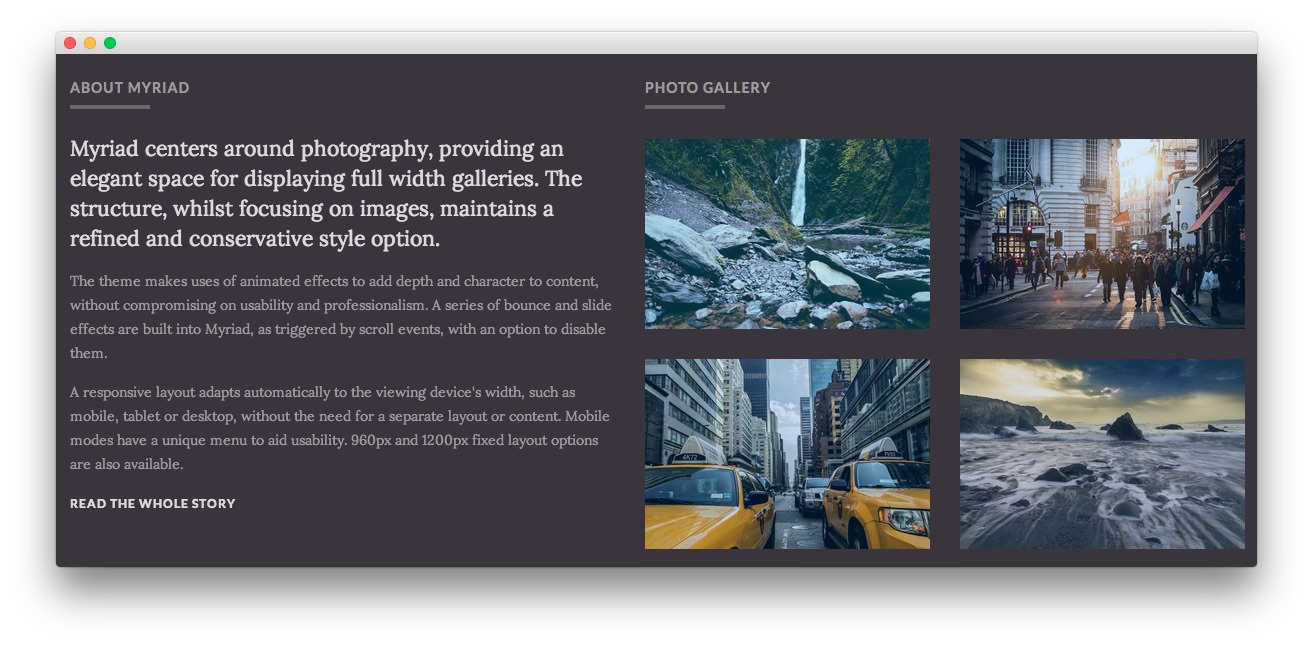 ABOUT MYRIAD
Myriad centers around photography, providing an
elegant space for displaying full width galleries. The
structure, whilst focusing on images, maintains a
refined and conservative style option.
The theme makes uses of animated effects to add depth and character to content,
without compromising on usability and professionalism. A series of bounce and slide
effects are built into Myriad, as triggered by scroll events, with an option to disable
them.
A responsive layout adapts automatically to the viewing device's width, such as
mobile, tablet or desktop, without the need for a separate layout or content. Mobile
modes have a unique menu to aid usability. 960px and 1200px fixed layout options
are also available.
READ THE WHOLE STORY
PHOTO GALLERY
4K72